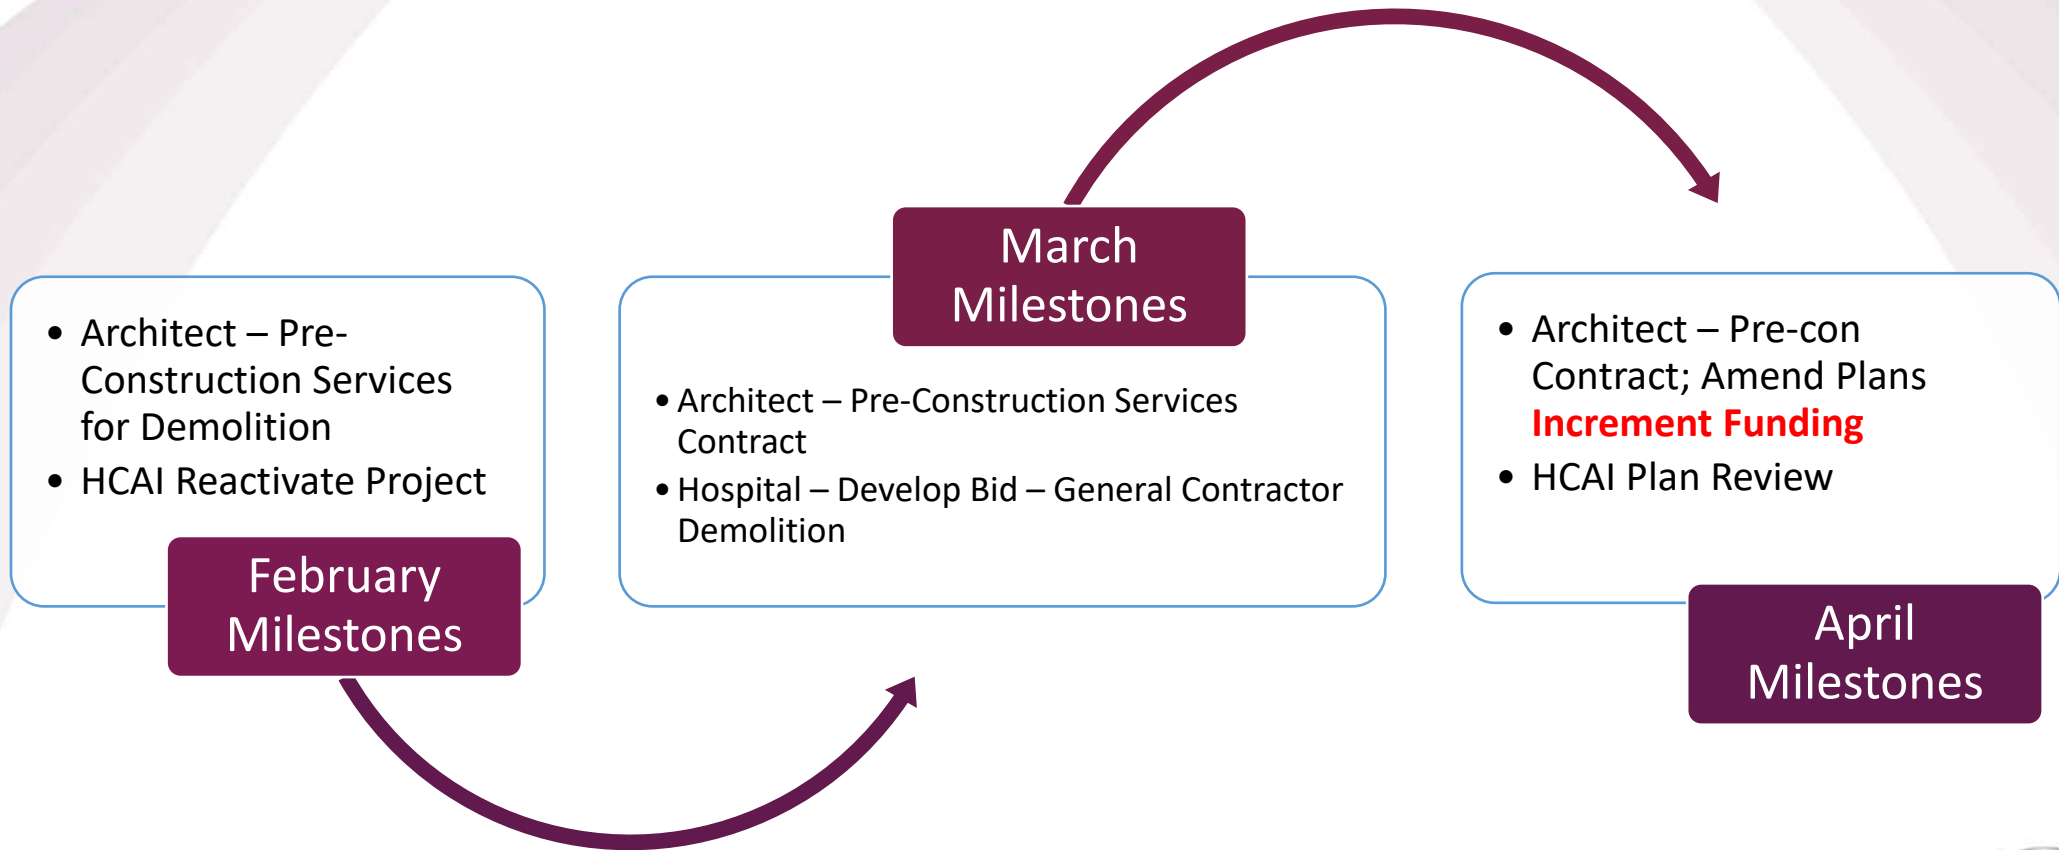 • Architect – Pre-
Construction Services
for Demolition
• HCAI Reactivate Project
February
Milestones
March
Milestones
• Architect – Pre-Construction Services
Contract
• Hospital – Develop Bid – General Contractor
Demolition
• Architect – Pre-con
Contract; Amend Plans
Increment Funding
• HCAI Plan Review
April
Milestones